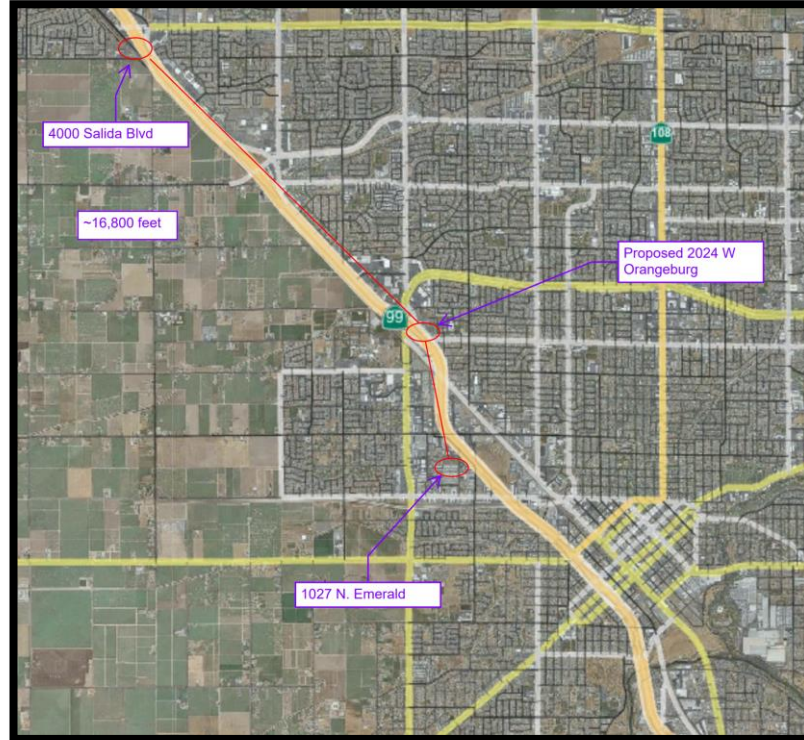 108
4000 Salida Blvd
~16,800 feet
Proposed 2024 W
Orangeburg
99
1027 N. Emerald